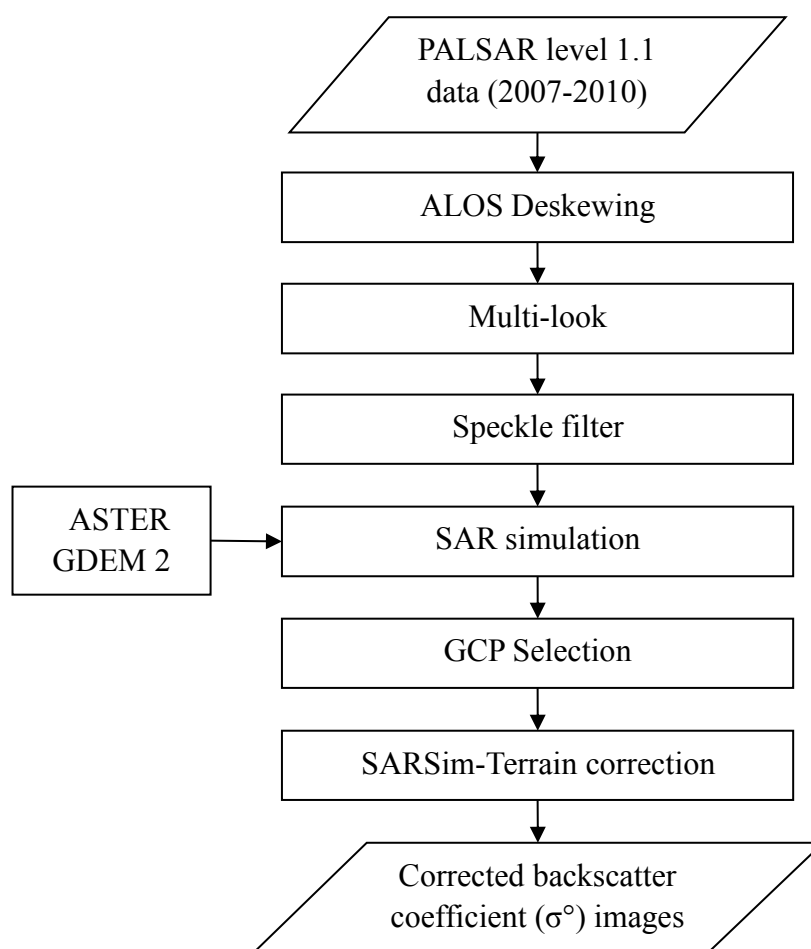 PALSAR level 1.1
data (2007-2010)
ALOS Deskewing
Multi-look
Speckle filter
ASTER
GDEM 2
SAR simulation
GCP Selection
SARSim-Terrain correction
Corrected backscatter
coefficient (σ°) images